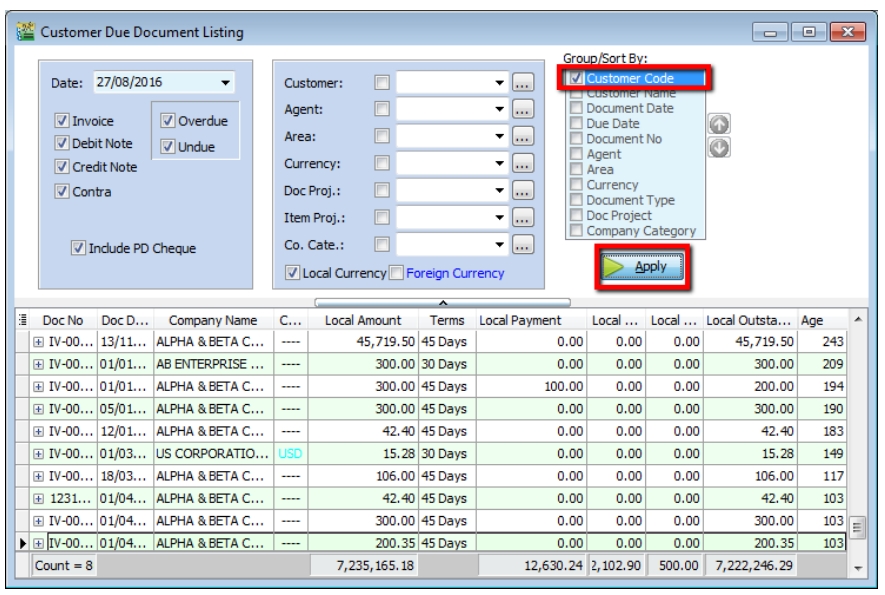 Customer Due Document Listing
Date: 27/08/2016
Invoice
Overdue
Debit Note
Undue
Credit Note
Contra
Include PD Cheque
Customer:
Agent:
Area:
Currency:
Doc Proj.:
Item Proj.:
Co. Cate.:
Local Currency Foreign Currency
Group/Sort By:
Customer Code
Customer Name
Document Date
Due Date
Document No
Agent
Area
Currency
Document Type
Doc Project
Company Category
Apply
Doc No Doc D... Company Name C... Local Amount Terms Local Payment Local ... Local ... Local Outsta... Age
IV-00... 13/11... ALPHA & BETA C... ---- 45,719.50 45 Days 0.00 0.00 0.00 45,719.50 243
IV-00... 01/01... AB ENTERPRISE ... ---- 300.00 30 Days 0.00 0.00 0.00 300.00 209
IV-00... 01/01... ALPHA & BETA C... ---- 300.00 45 Days 100.00 0.00 0.00 200.00 194
IV-00... 05/01... ALPHA & BETA C... ---- 300.00 45 Days 0.00 0.00 0.00 300.00 190
IV-00... 12/01... ALPHA & BETA C... ---- 42.40 45 Days 0.00 0.00 0.00 42.40 183
IV-00... 01/03... US CORPORATIO... USD 15.28 30 Days 0.00 0.00 0.00 15.28 149
IV-00... 18/03... ALPHA & BETA C... ---- 106.00 45 Days 0.00 0.00 0.00 106.00 117
1231... 01/04... ALPHA & BETA C... ---- 42.40 45 Days 0.00 0.00 0.00 42.40 103
IV-00... 01/04... ALPHA & BETA C... ---- 300.00 45 Days 0.00 0.00 0.00 300.00 103
IV-00... 01/04... ALPHA & BETA C... ---- 200.35 45 Days 0.00 0.00 0.00 200.35 103
Count = 8 7,235,165.18 12,630.24 2,102.90 500.00 7,222,246.29